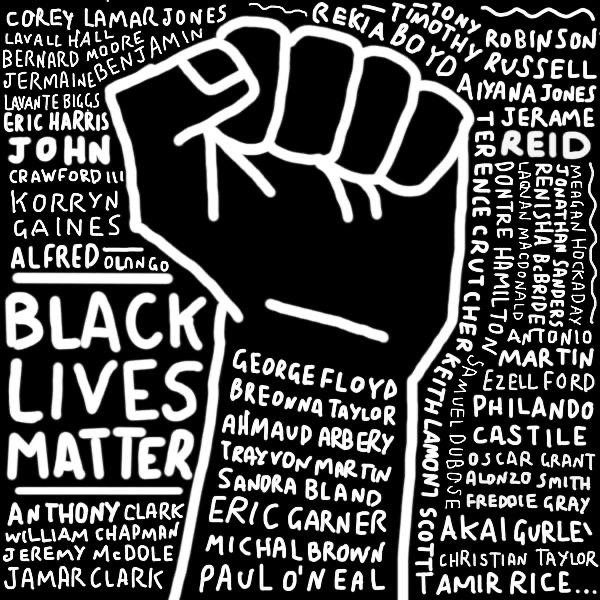 COREY LAMAR JONES
LAVALL HALL
BERNARD MOORE
BENJAMIN
JERMAINE
LAVANTE BIGGS
ERIC HARRIS
JOHN
CRAWFORD III
KORRYN
GAINES
ALFRED
OLANGO
BLACK
LIVES
MATTER
ANTHONY CLARK
WILLIAM CHAPMAN
JEREMY McDOLE
JAMAR CLARK
GEORGE FLOYD
BREONNA TAYLOR
AHMAUD ARBERY
TRAYVON MARTIN
SANDRA BLAND
ERIC GARNER
MICHAL BROWN
PAUL O'NEAL
REKIA BOYD
TONY
TIMOTHY
ROBINSON
RUSSELL
AIYANA JONES
JERAME
REID
TERENCE CRUTCHER
DONTRE HAMILTON
LAQUAN MACDONALD
RENISHA McBRIDE
JONATHAN SANDERS
MEAGAN HOCKADAY
ANTONIO
MARTIN
EZELL FORD
PHILANDO
CASTILE
KEITH LAMONT SCOTT
SAMUEL DUBOSE
OSCAR GRANT
ALONZO SMITH
FREDDIE GRAY
AKAI GURLEY
CHRISTIAN TAYLOR
TAMIR RICE...